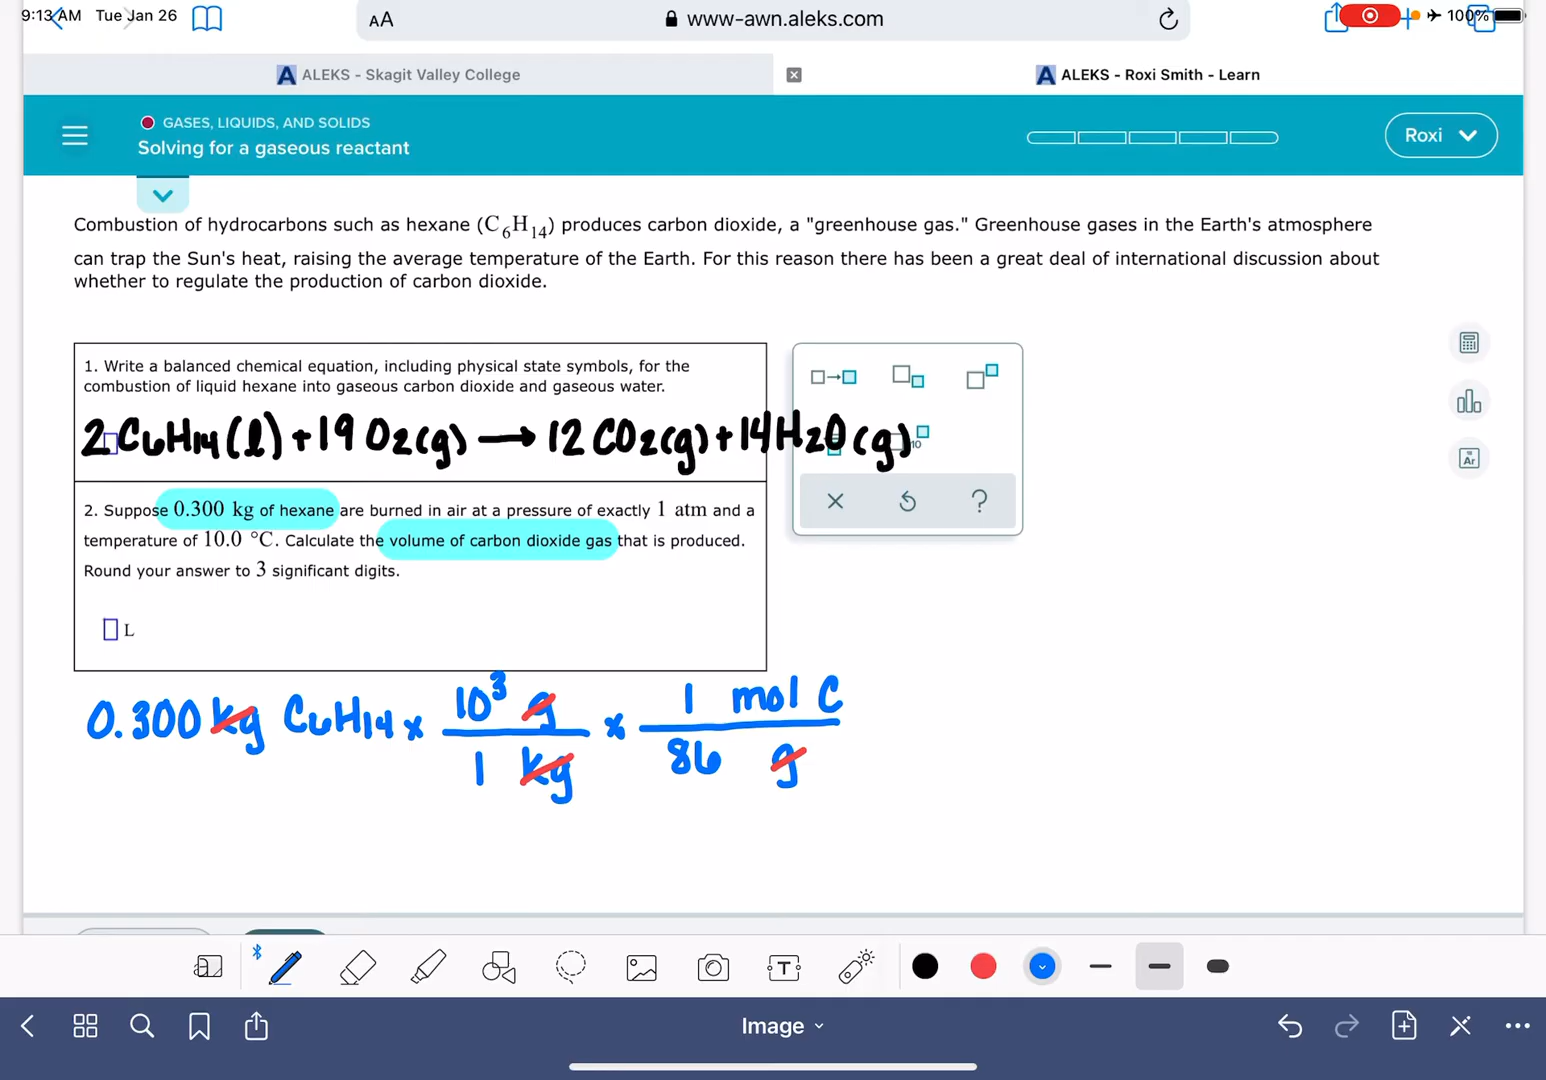 9:13 AM Tue Jan 26
AA
www-awn.aleks.com
100%
ALEKS - Skagit Valley College
ALEKS - Roxi Smith - Learn
GASES, LIQUIDS, AND SOLIDS
Solving for a gaseous reactant
Roxi
Combustion of hydrocarbons such as hexane (C₆H₁₄) produces carbon dioxide, a "greenhouse gas." Greenhouse gases in the Earth's atmosphere
can trap the Sun's heat, raising the average temperature of the Earth. For this reason there has been a great deal of international discussion about
whether to regulate the production of carbon dioxide.
1. Write a balanced chemical equation, including physical state symbols, for the
combustion of liquid hexane into gaseous carbon dioxide and gaseous water.
2 C6H14 (l) + 19 O2 (g) → 12 CO2 (g) + 14 H2O (g)
2. Suppose 0.300 kg of hexane are burned in air at a pressure of exactly 1 atm and a
temperature of 10.0 °C. Calculate the volume of carbon dioxide gas that is produced.
Round your answer to 3 significant digits.
L
10
?
Ar
0.300 kg C6H14 x 10³ g / 1 kg x 1 mol C / 86 g
a
T
Image